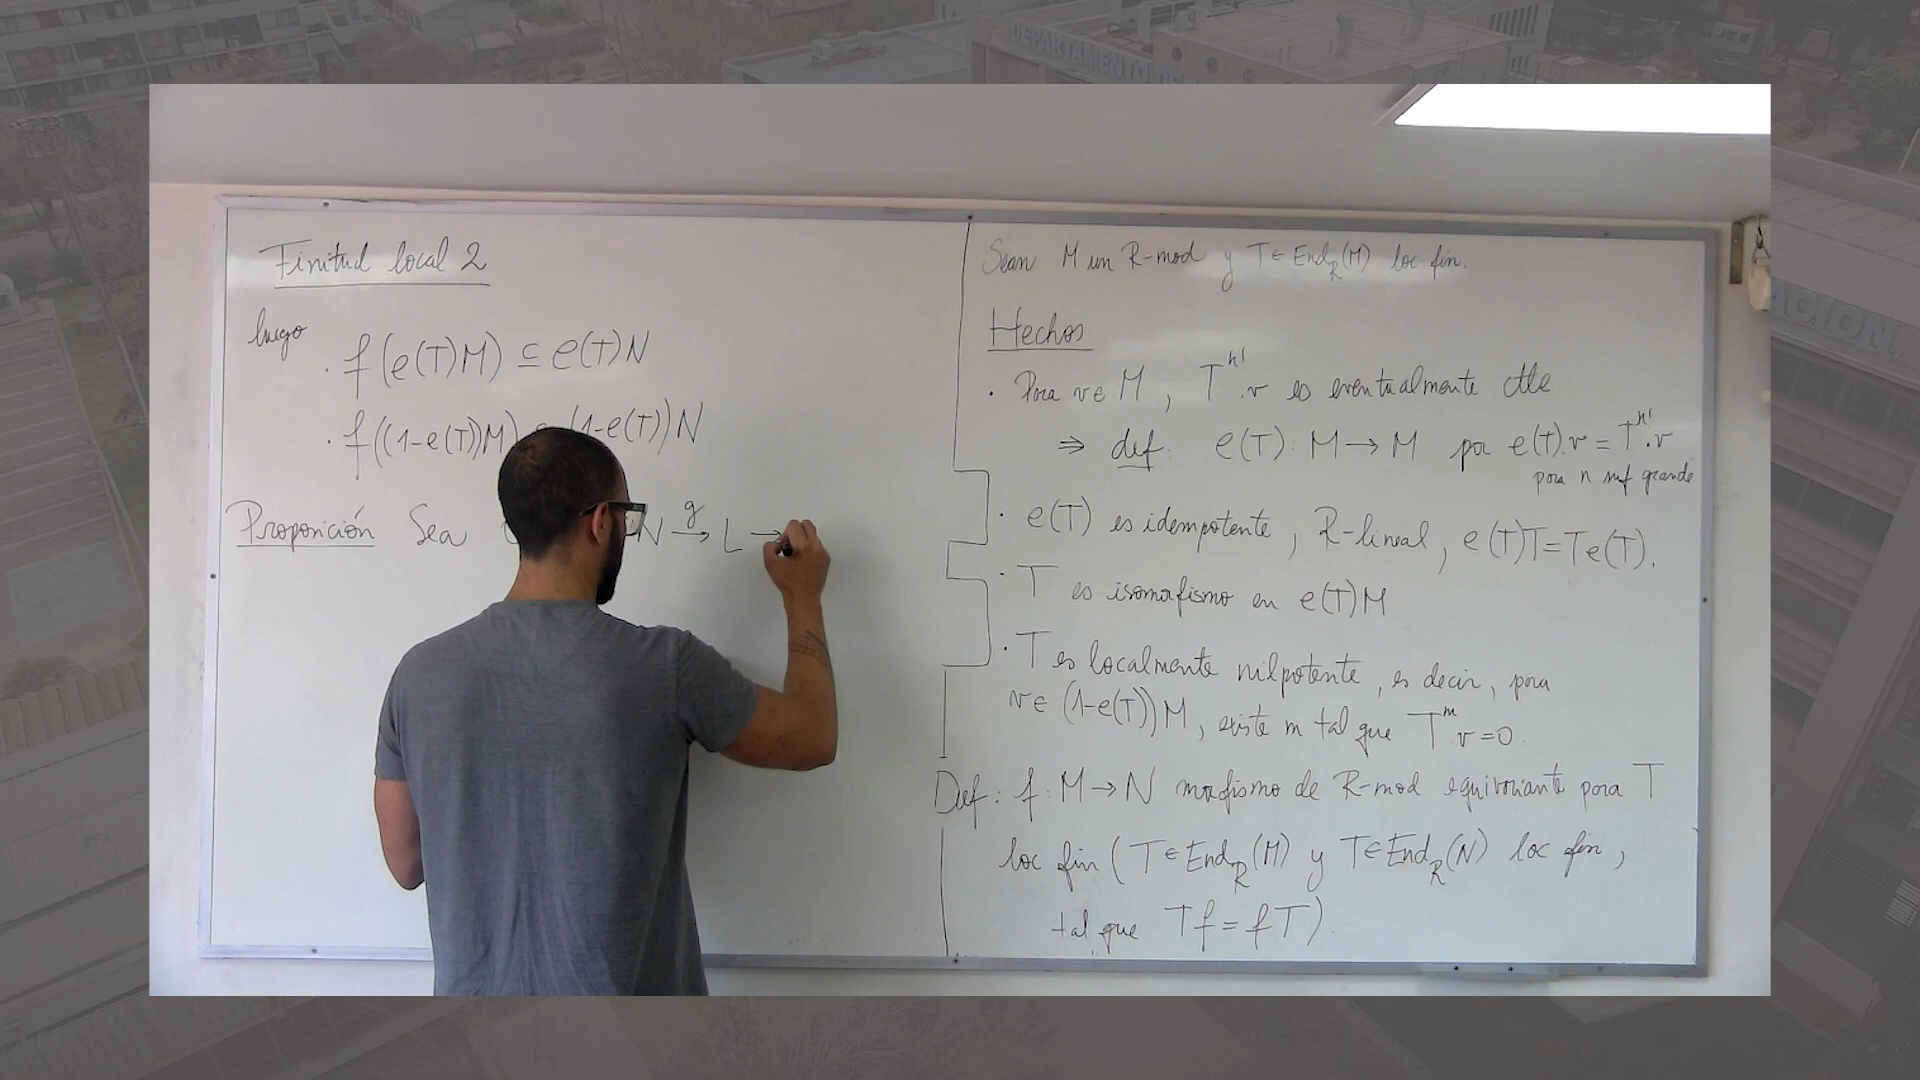 DEPARTAMENTO DE
Finitud local 2
luego
· f(e(T)M) ⊆ e(T)N
· f((1-e(T))M) (1-e(T))N
Proposición Sea N →^g L →
Sean M un R-mod y T∈End_R(M) loc fin.
Hechos
· Para v∈M, T^{n!}·v es eventualmente cte
⇒ def: e(T): M→M por e(T)·v = T^{n!}·v
para n suf grande
· e(T) es idempotente, R-lineal, e(T)T=Te(T).
· T es isomorfismo en e(T)M
· T es localmente nilpotente, es decir, para
v∈(1-e(T))M, existe m tal que T^m v=0.
Def: f: M→N morfismo de R-mod equivariante para T
loc fin (T∈End_R(M) y T∈End_R(N) loc fin,
tal que Tf=fT)